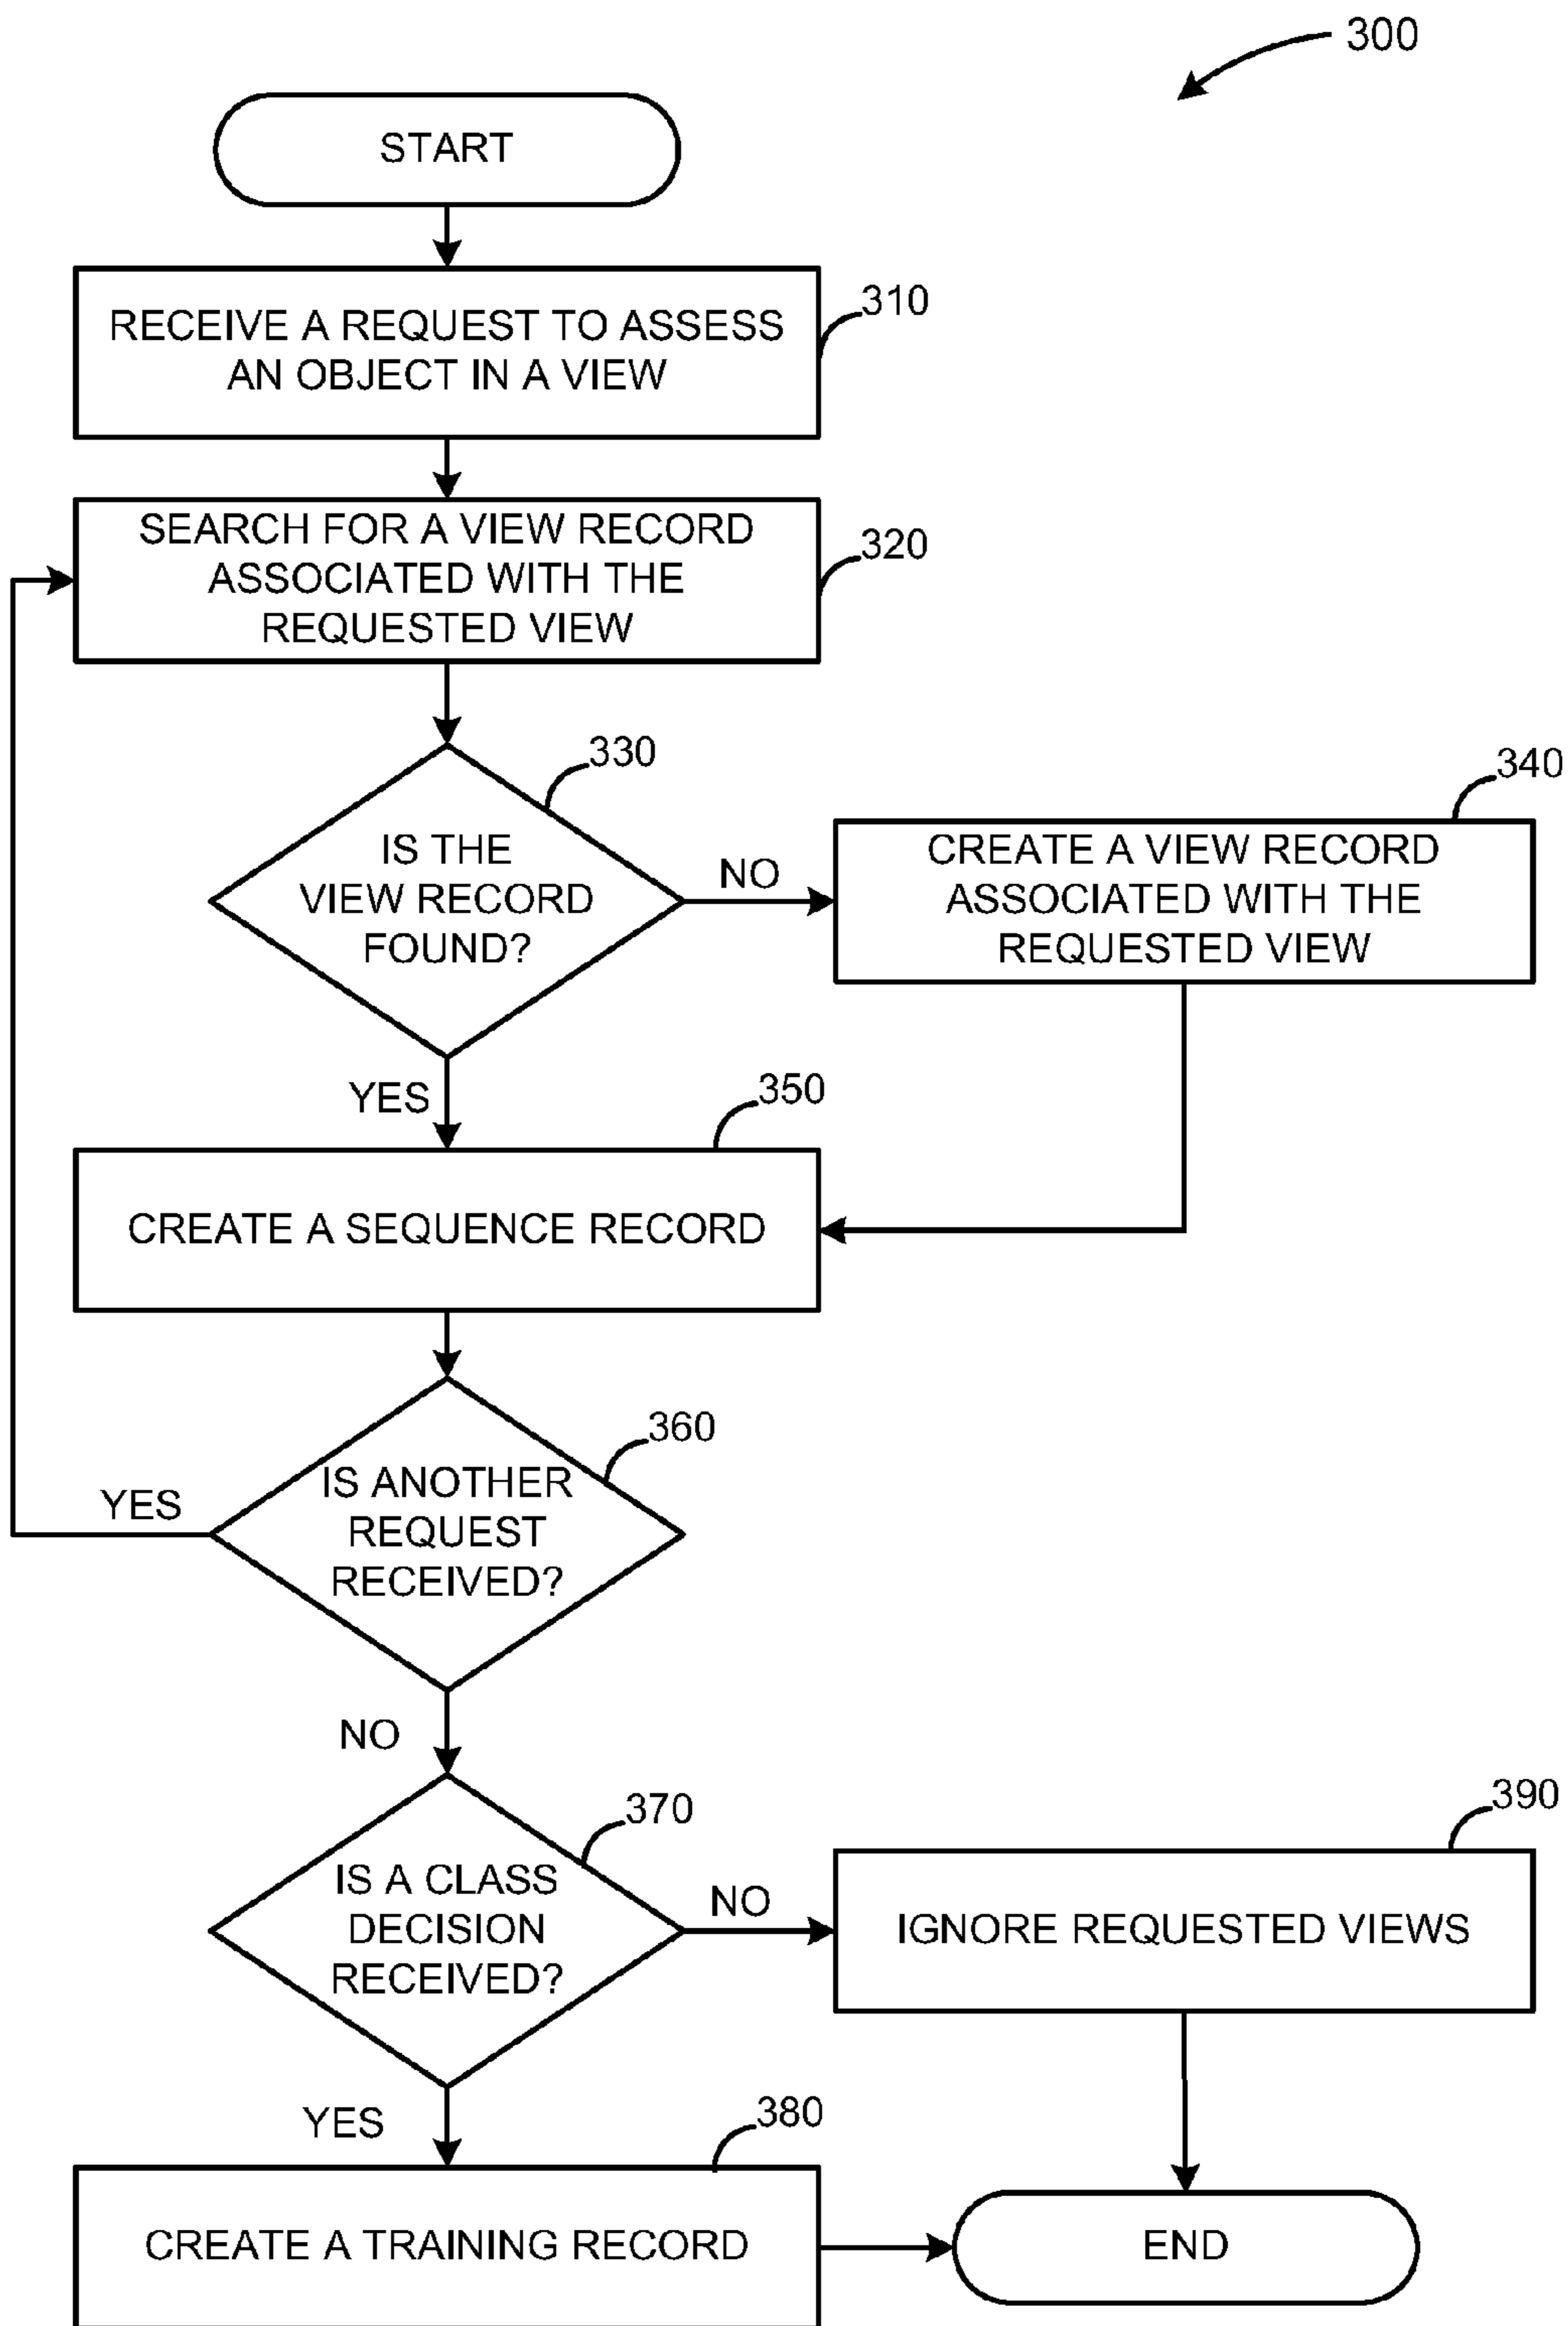 300
START
RECEIVE A REQUEST TO ASSESS
AN OBJECT IN A VIEW
310
SEARCH FOR A VIEW RECORD
ASSOCIATED WITH THE
REQUESTED VIEW
320
330
IS THE
VIEW RECORD
FOUND?
NO
340
CREATE A VIEW RECORD
ASSOCIATED WITH THE
REQUESTED VIEW
YES
350
CREATE A SEQUENCE RECORD
360
IS ANOTHER
REQUEST
RECEIVED?
YES
NO
370
IS A CLASS
DECISION
RECEIVED?
NO
390
IGNORE REQUESTED VIEWS
YES
380
CREATE A TRAINING RECORD
END